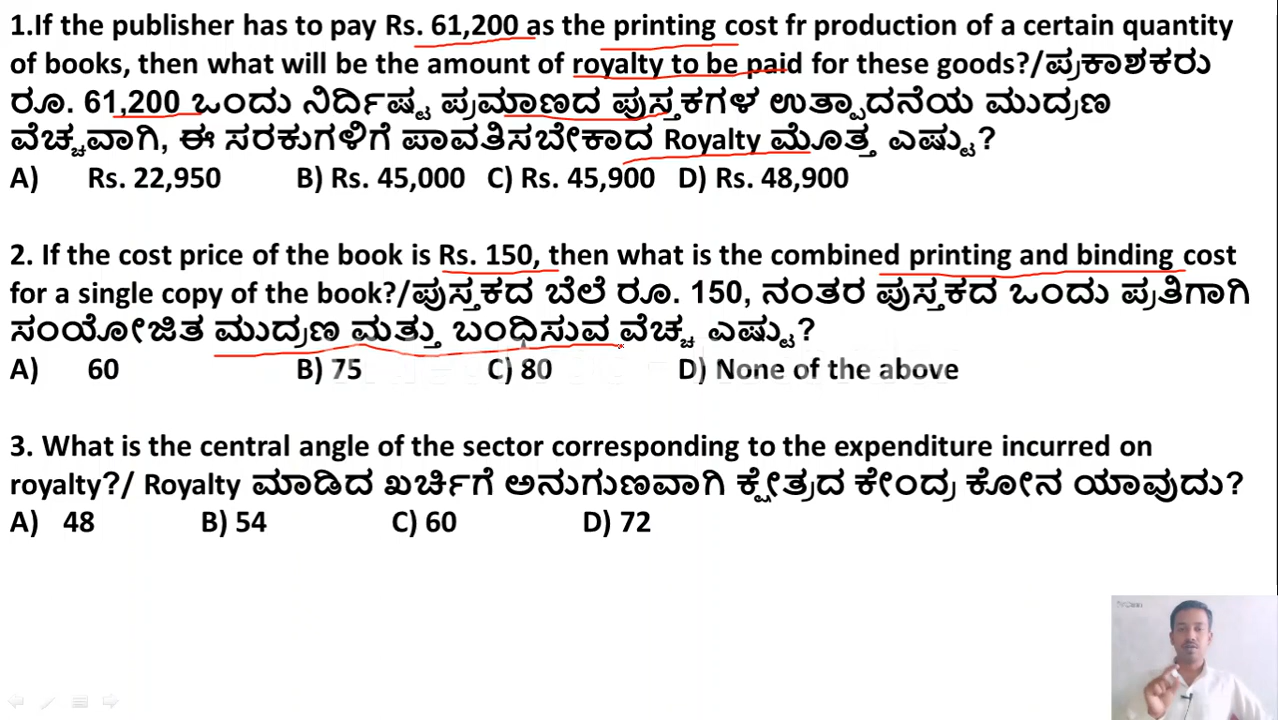 1.If the publisher has to pay Rs. 61,200 as the printing cost fr production of a certain quantity
of books, then what will be the amount of royalty to be paid for these goods?/ಪ್ರಕಾಶಕರು
ರೂ. 61,200 ಒಂದು ನಿರ್ದಿಷ್ಟ ಪ್ರಮಾಣದ ಪುಸ್ತಕಗಳ ಉತ್ಪಾದನೆಯ ಮುದ್ರಣ
ವೆಚ್ಚವಾಗಿ, ಈ ಸರಕುಗಳಿಗೆ ಪಾವತಿಸಬೇಕಾದ Royalty ಮೊತ್ತ ಎಷ್ಟು?
A) Rs. 22,950 B) Rs. 45,000 C) Rs. 45,900 D) Rs. 48,900
2. If the cost price of the book is Rs. 150, then what is the combined printing and binding cost
for a single copy of the book?/ಪುಸ್ತಕದ ಬೆಲೆ ರೂ. 150, ನಂತರ ಪುಸ್ತಕದ ಒಂದು ಪ್ರತಿಗಾಗಿ
ಸಂಯೋಜಿತ ಮುದ್ರಣ ಮತ್ತು ಬಂಧಿಸುವ ವೆಚ್ಚ ಎಷ್ಟು?
A) 60 B) 75 C) 80 D) None of the above
3. What is the central angle of the sector corresponding to the expenditure incurred on
royalty?/ Royalty ಮಾಡಿದ ಖರ್ಚಿಗೆ ಅನುಗುಣವಾಗಿ ಕ್ಷೇತ್ರದ ಕೇಂದ್ರ ಕೋನ ಯಾವುದು?
A) 48 B) 54 C) 60 D) 72